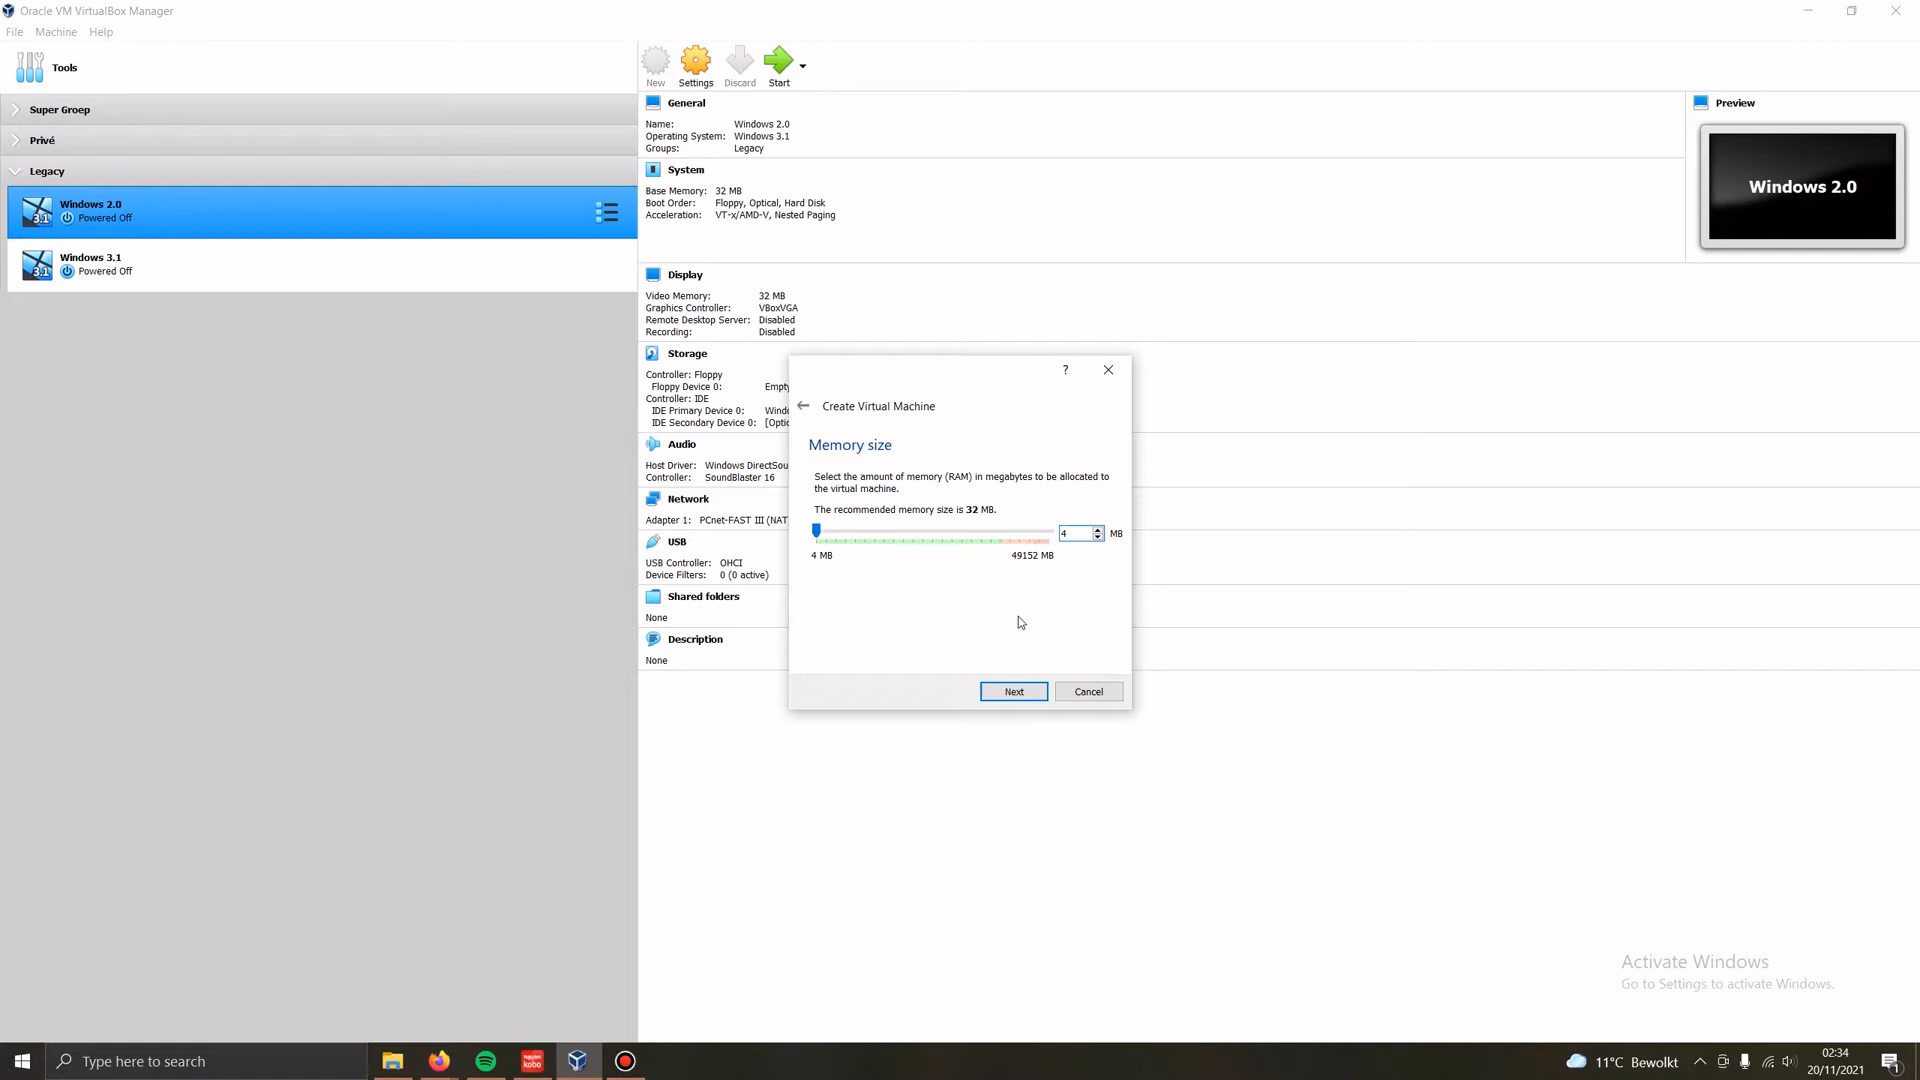 Oracle VM VirtualBox Manager
File Machine Help
Tools
Super Groep
Privé
Legacy
Windows 2.0
Powered Off
Windows 3.1
Powered Off
New Settings Discard Start
General
Name: Windows 2.0
Operating System: Windows 3.1
Groups: Legacy
System
Base Memory: 32 MB
Boot Order: Floppy, Optical, Hard Disk
Acceleration: VT-x/AMD-V, Nested Paging
Preview
Windows 2.0
Display
Video Memory: 32 MB
Graphics Controller: VBoxVGA
Remote Desktop Server: Disabled
Recording: Disabled
Storage
Controller: Floppy
Floppy Device 0: Empty
Controller: IDE
IDE Primary Device 0: Windo
IDE Secondary Device 0: [Optic
Audio
Host Driver: Windows DirectSou
Controller: SoundBlaster 16
Network
Adapter 1: PCnet-FAST III (NAT
USB
USB Controller: OHCI
Device Filters: 0 (0 active)
Shared folders
None
Description
None
?
Create Virtual Machine
Memory size
Select the amount of memory (RAM) in megabytes to be allocated to
the virtual machine.
The recommended memory size is 32 MB.
4 MB
4 MB 49152 MB
Next Cancel
Activate Windows
Go to Settings to activate Windows.
Type here to search
Rakuten
kobo
11°C Bewolkt
02:34
20/11/2021
1